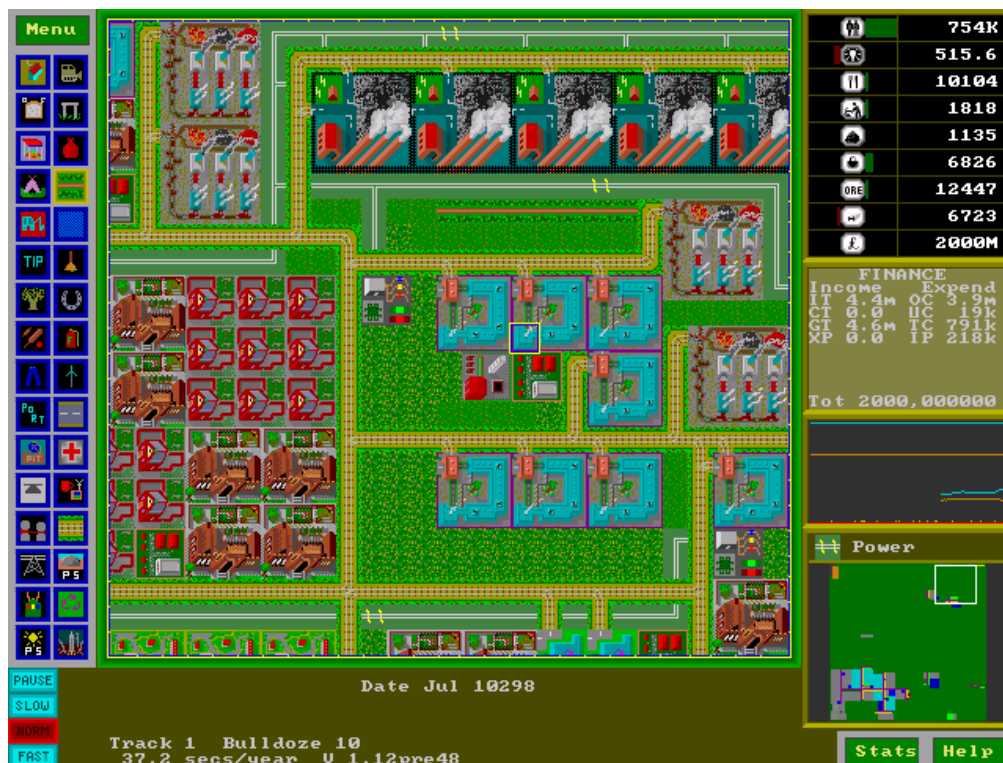 Menu
754K
515.6
10104
1818
1135
6826
ORE 12447
6723
£ 2000M
TIP
PORT
PIT
PS
PS
FINANCE
Income Expend
IT 4.4m OC 3.9m
CT 0.0 UC 19k
GT 4.6m TC 791k
XP 0.0 IP 218k
Tot 2000,000000
Power
PAUSE
SLOW
NORM
FAST
Date Jul 10298
Track 1 Bulldoze 10
37.2 secs/year V 1.12pre48
Stats Help